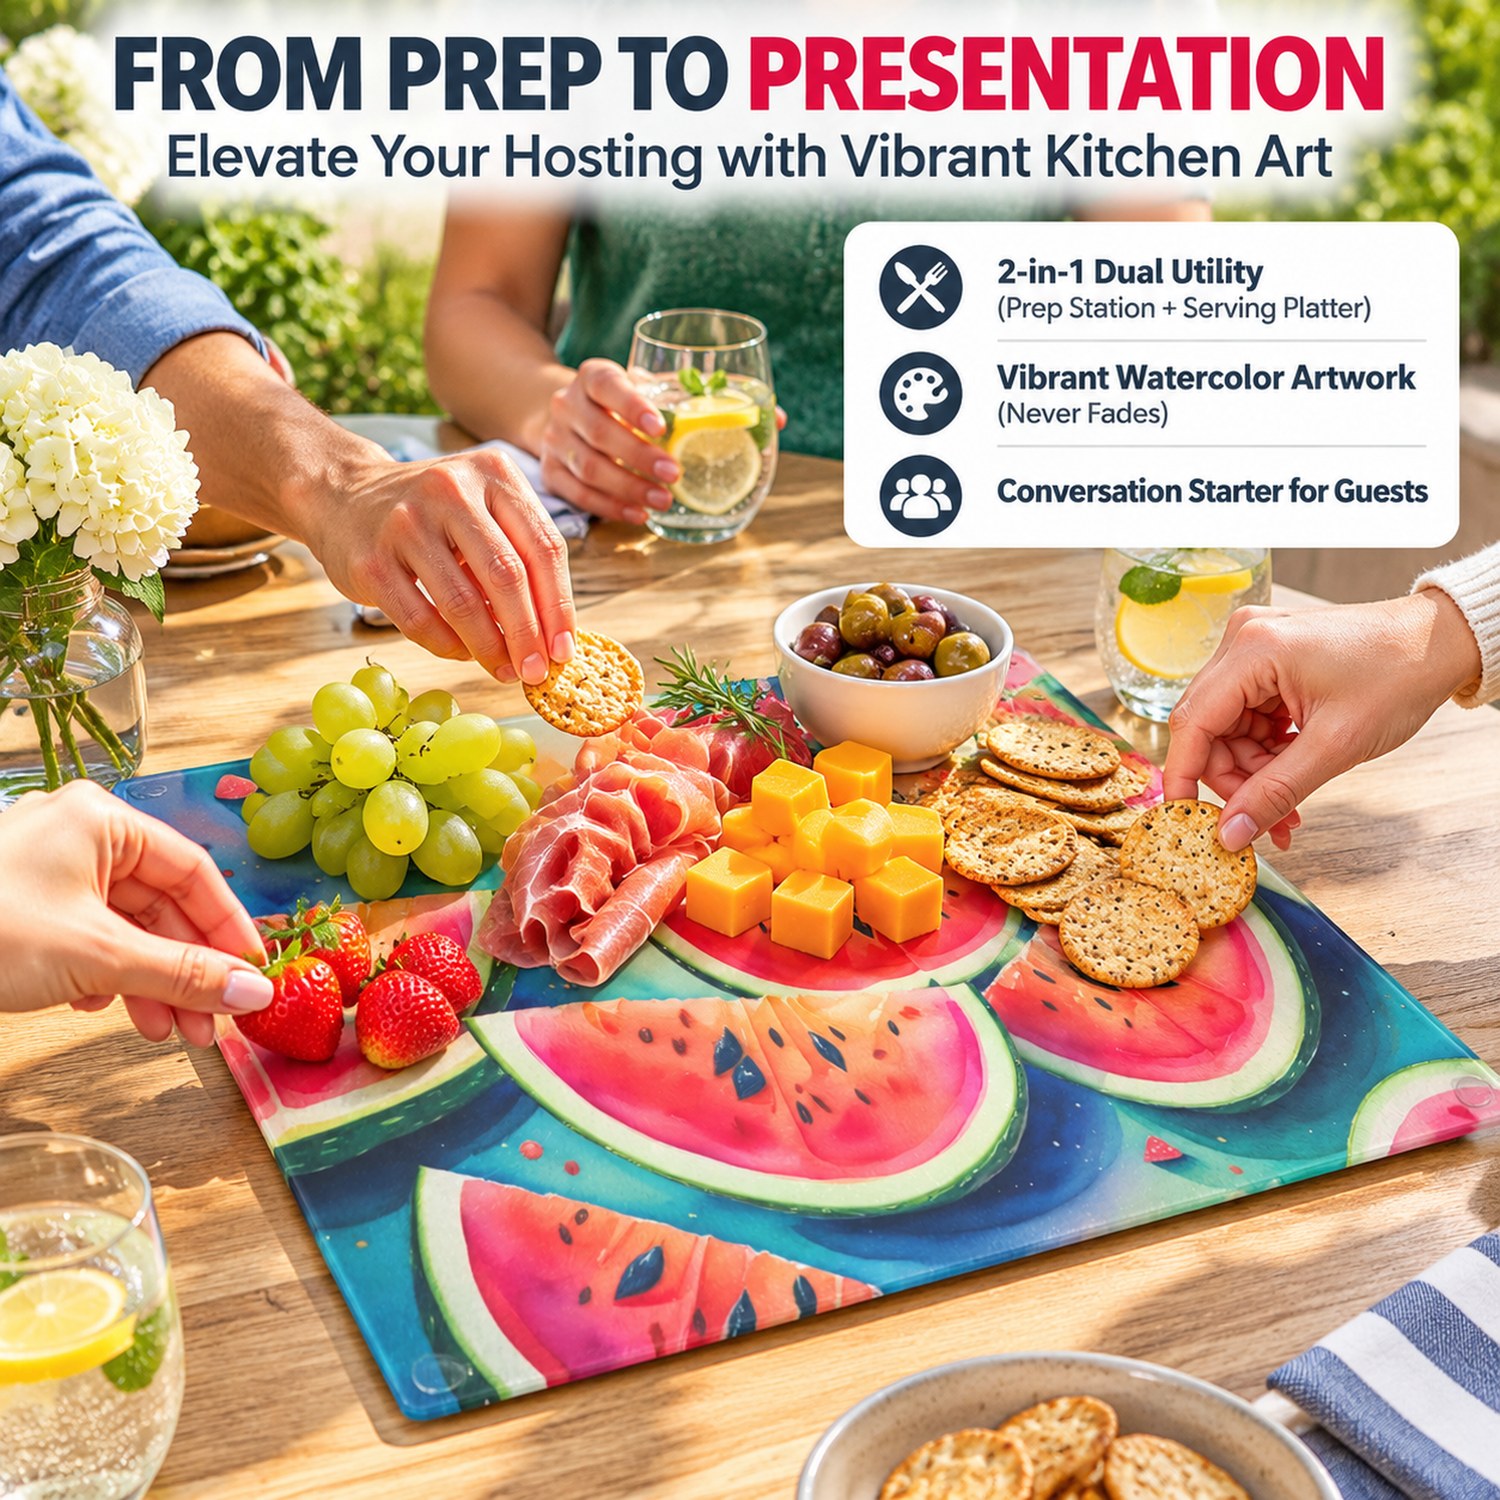 FROM PREP TO PRESENTATION
Elevate Your Hosting with Vibrant Kitchen Art
2-in-1 Dual Utility
(Prep Station + Serving Platter)
Vibrant Watercolor Artwork
(Never Fades)
Conversation Starter for Guests